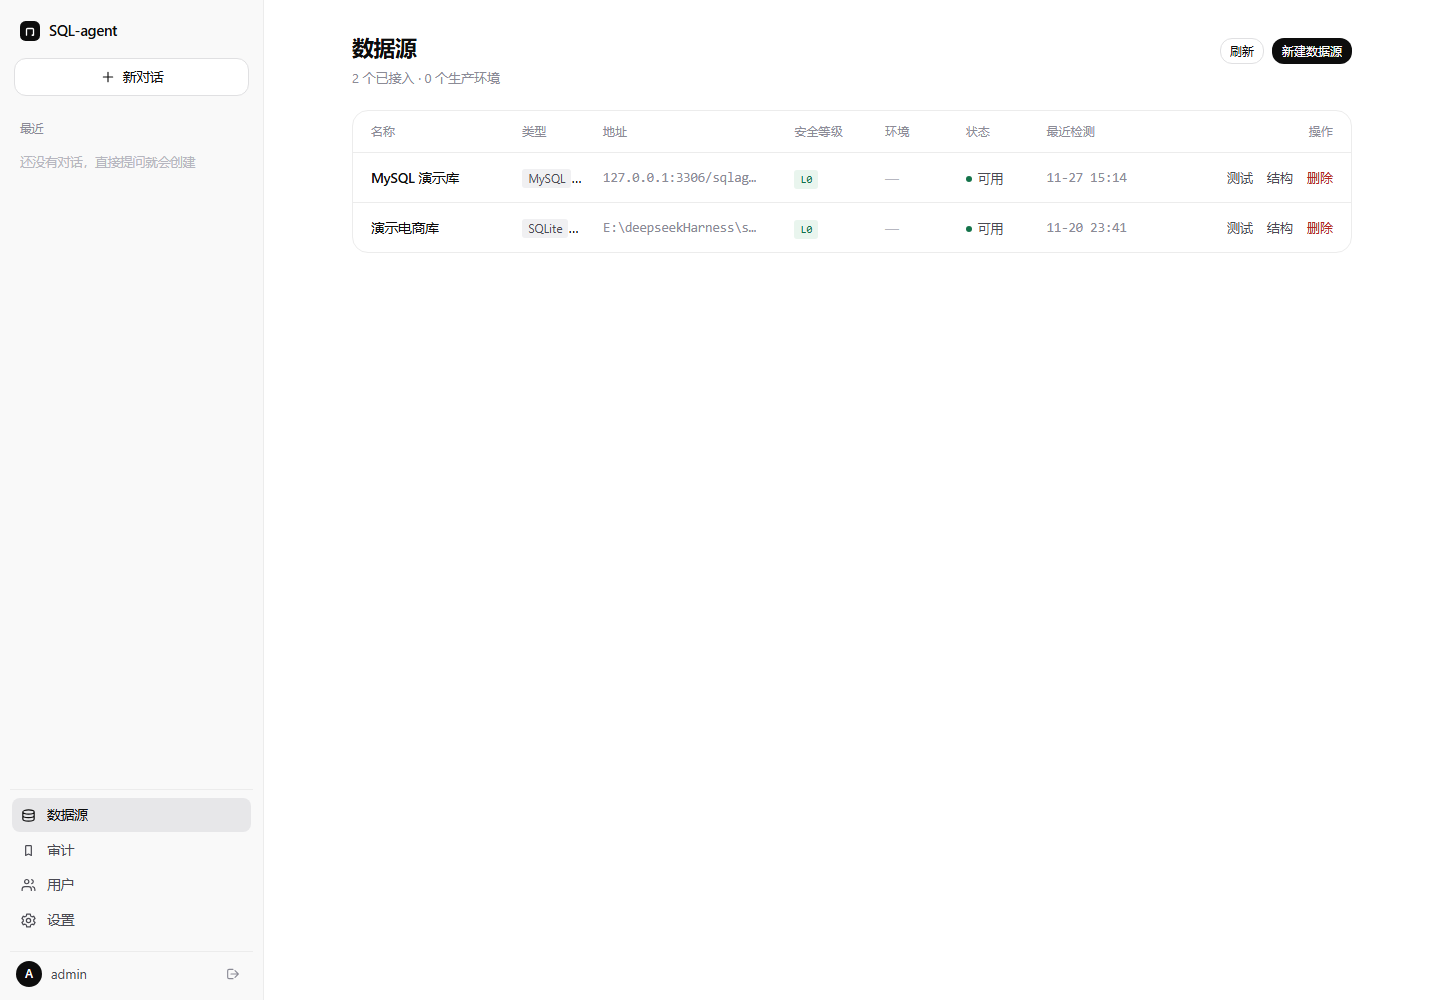 SQL-agent
新对话
最近
还没有对话，直接提问就会创建
数据源
审计
用户
设置
A admin
数据源
2 个已接入 · 0 个生产环境
刷新 新建数据源
名称 类型 地址 安全等级 环境 状态 最近检测 操作
MySQL 演示库 MySQL ... 127.0.0.1:3306/sqlag… L0 — 可用 11-27 15:14 测试 结构 删除
演示电商库 SQLite ... E:\deepseekHarness\s… L0 — 可用 11-20 23:41 测试 结构 删除